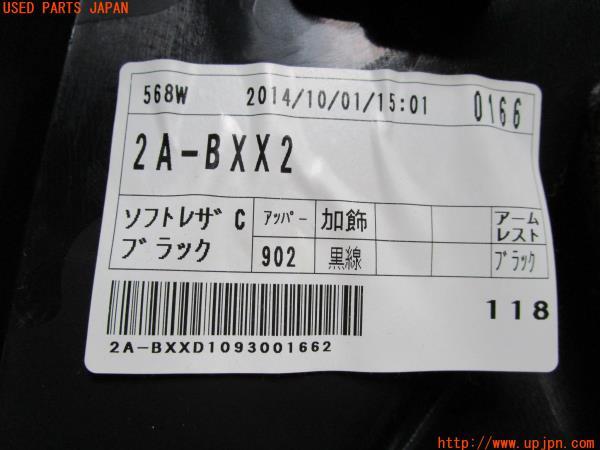 USED PARTS JAPAN
568W 2014/10/01/15:01 0166
2A-BXX2
ソフトレザC アッパー 加飾 アームレスト
ブラック 902 黒線 ブラック
118
2A-BXXD1093001662
http://www.upjpn.com/